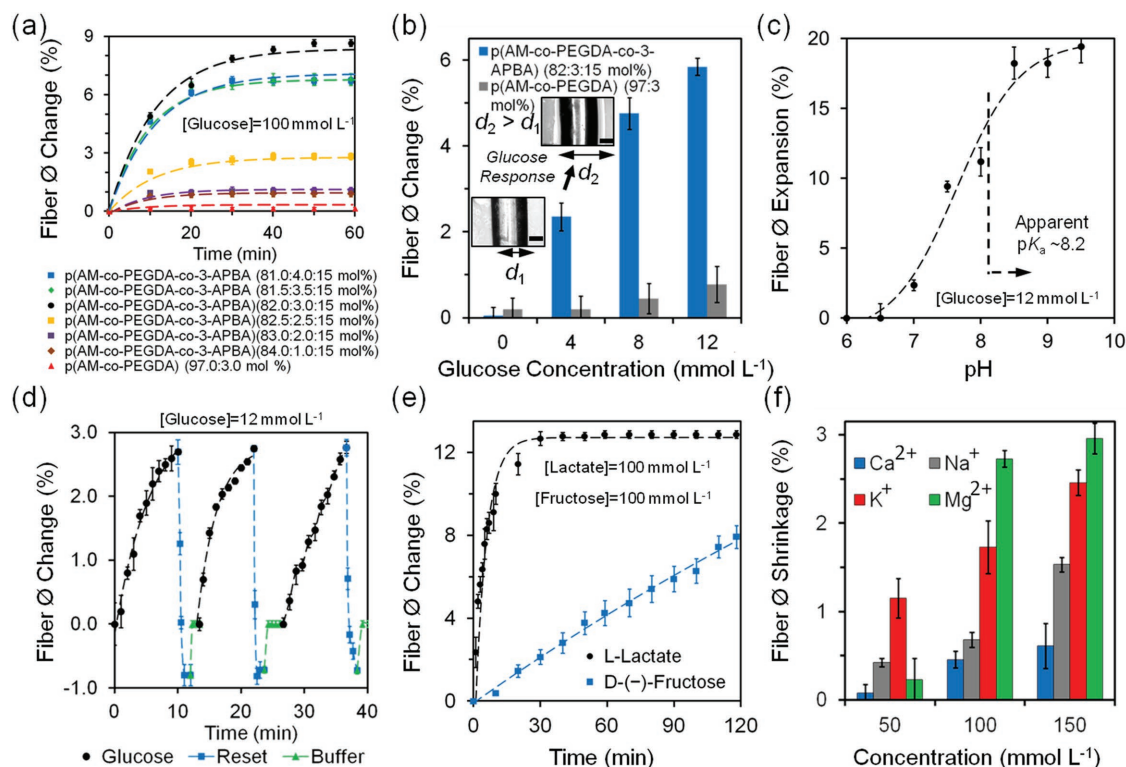 (a)
Fiber Ø Change (%)
9
6
3
0
[Glucose]=100 mmol L-1
0 10 20 30 40 50 60
Time (min)
p(AM-co-PEGDA-co-3-APBA) (81.0:4.0:15 mol%)
p(AM-co-PEGDA-co-3-APBA) (81.5:3.5:15 mol%)
p(AM-co-PEGDA-co-3-APBA)(82.0:3.0:15 mol%)
p(AM-co-PEGDA-co-3-APBA)(82.5:2.5:15 mol%)
p(AM-co-PEGDA-co-3-APBA)(83.0:2.0:15 mol%)
p(AM-co-PEGDA-co-3-APBA)(84.0:1.0:15 mol%)
p(AM-co-PEGDA) (97.0:3.0 mol %)
(b)
Fiber Ø Change (%)
6
4
2
0
p(AM-co-PEGDA-co-3-
APBA) (82:3:15 mol%)
p(AM-co-PEGDA) (97:3
mol%)
d2 > d1
Glucose
Response
d2
d1
0 4 8 12
Glucose Concentration (mmol L-1)
(c)
Fiber Ø Expansion (%)
20
15
10
5
0
Apparent
pKa ~8.2
[Glucose]=12 mmol L-1
6 7 8 9 10
pH
(d)
[Glucose]=12 mmol L-1
Fiber Ø Change (%)
3.0
2.0
1.0
0.0
-1.0
0 10 20 30 40
Time (min)
Glucose Reset Buffer
(e)
Fiber Ø Change (%)
12
8
4
0
[Lactate]=100 mmol L-1
[Fructose]=100 mmol L-1
L-Lactate
D-(−)-Fructose
0 30 60 90 120
Time (min)
(f)
Fiber Ø Shrinkage (%)
3
2
1
0
Ca2+ Na+
K+ Mg2+
50 100 150
Concentration (mmol L-1)